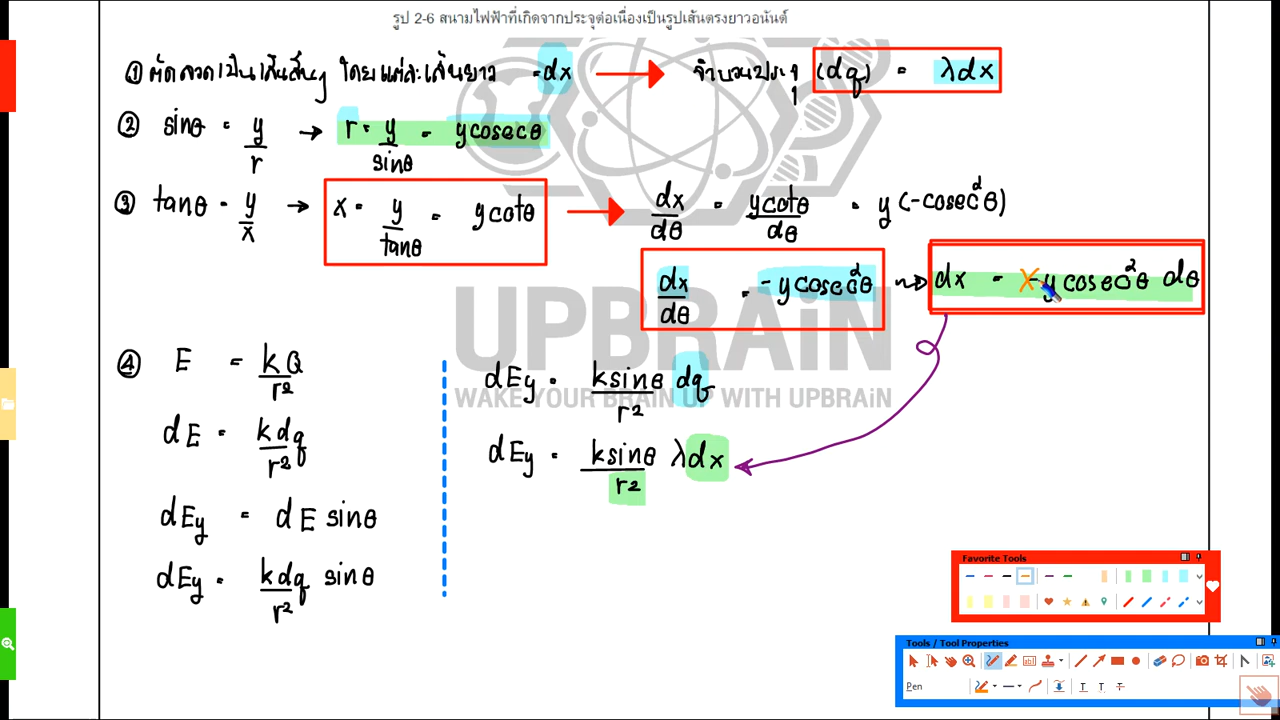 รูป 2-6 สนามไฟฟ้าที่เกิดจากประจุต่อเนื่องเป็นรูปเส้นตรงยาวอนันต์
① ตัดลวดเป็นเส้นสั้นๆ โดยแต่ละเส้นยาว = dx → จำนวนประจุ (dq) = λdx
② sinθ = y/r → r = y/sinθ = ycosecθ
③ tanθ = y/x → x = y/tanθ = ycotθ → dx/dθ = ycotθ/dθ = y(-cosec²θ)
dx/dθ = -ycosec²θ ⇝ dx = -ycosec²θ dθ
④ E = kQ/r²
dE = kdq/r²
dEy = dE sinθ
dEy = kdq/r² sinθ
dEy = ksinθ/r² dq
dEy = ksinθ/r² λdx
UPBRAiN
WAKE YOUR BRAIN UP WITH UPBRAiN
Favorite Tools
Tools / Tool Properties
Pen